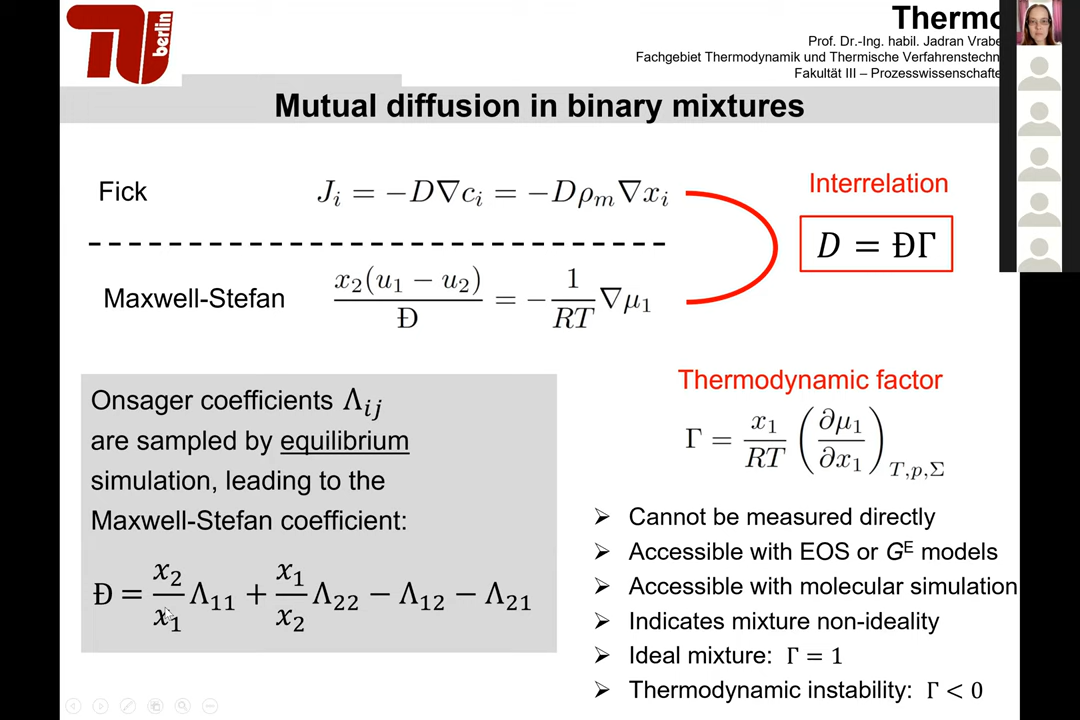 berlin
Thermo
Prof. Dr.-Ing. habil. Jadran Vrabe
Fachgebiet Thermodynamik und Thermische Verfahrenstechn
Fakultät III – Prozesswissenschafte
Mutual diffusion in binary mixtures
Fick
J_i = −D∇c_i = −Dρ_m∇x_i
Maxwell-Stefan
x_2(u_1 − u_2) / Đ = − 1/RT ∇μ_1
Interrelation
D = ĐΓ
Onsager coefficients Λ_ij
are sampled by equilibrium
simulation, leading to the
Maxwell-Stefan coefficient:
Đ = x_2/x_1 Λ_11 + x_1/x_2 Λ_22 − Λ_12 − Λ_21
Thermodynamic factor
Γ = x_1/RT (∂μ_1/∂x_1)_T,p,Σ
➢ Cannot be measured directly
➢ Accessible with EOS or G^E models
➢ Accessible with molecular simulation
➢ Indicates mixture non-ideality
➢ Ideal mixture: Γ = 1
➢ Thermodynamic instability: Γ < 0